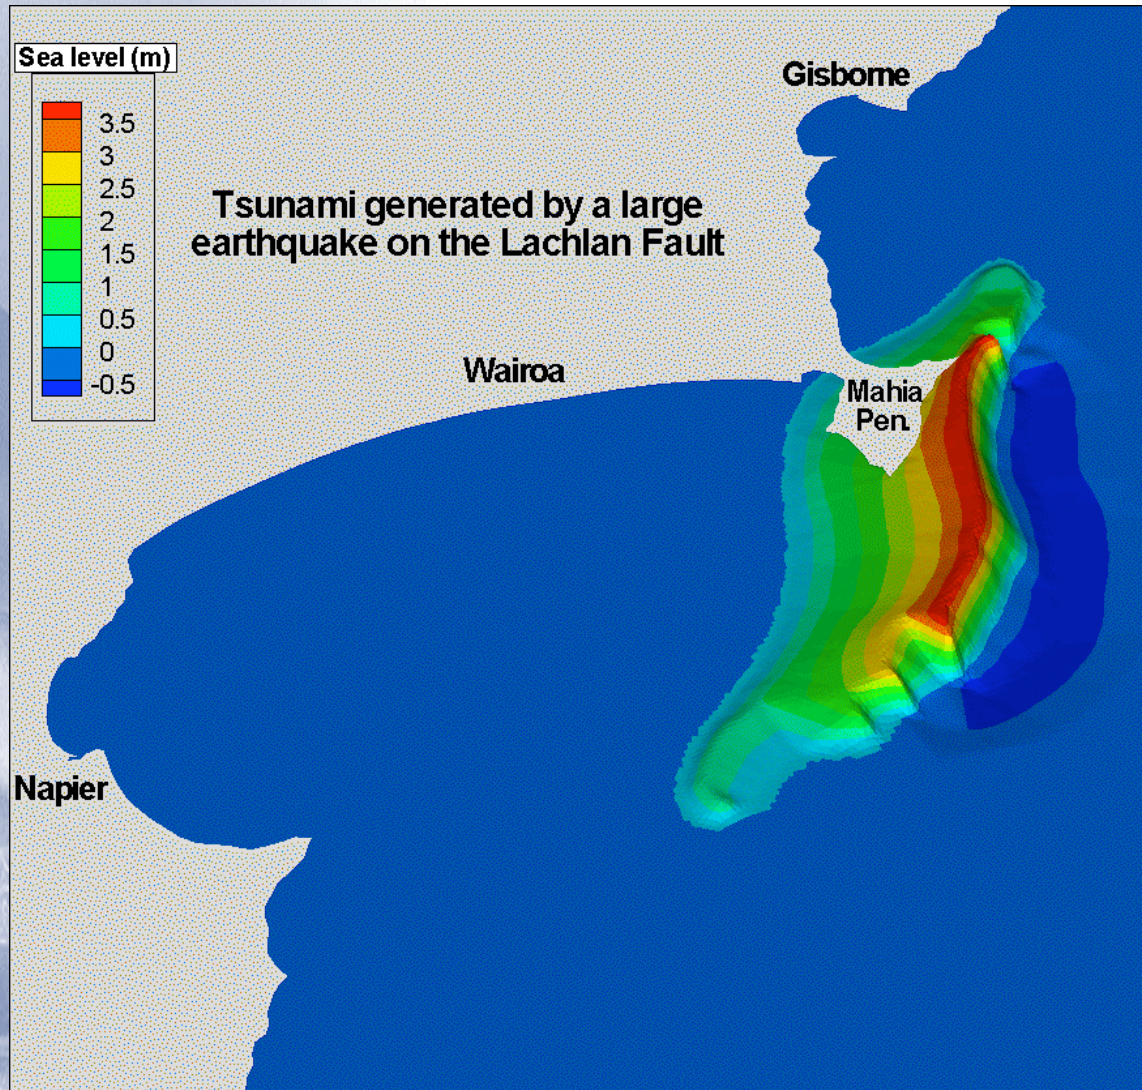 Sea level (m)
3.5
3
2.5
2
1.5
1
0.5
0
-0.5
Gisborne
Tsunami generated by a large
earthquake on the Lachlan Fault
Wairoa
Mahia
Pen.
Napier